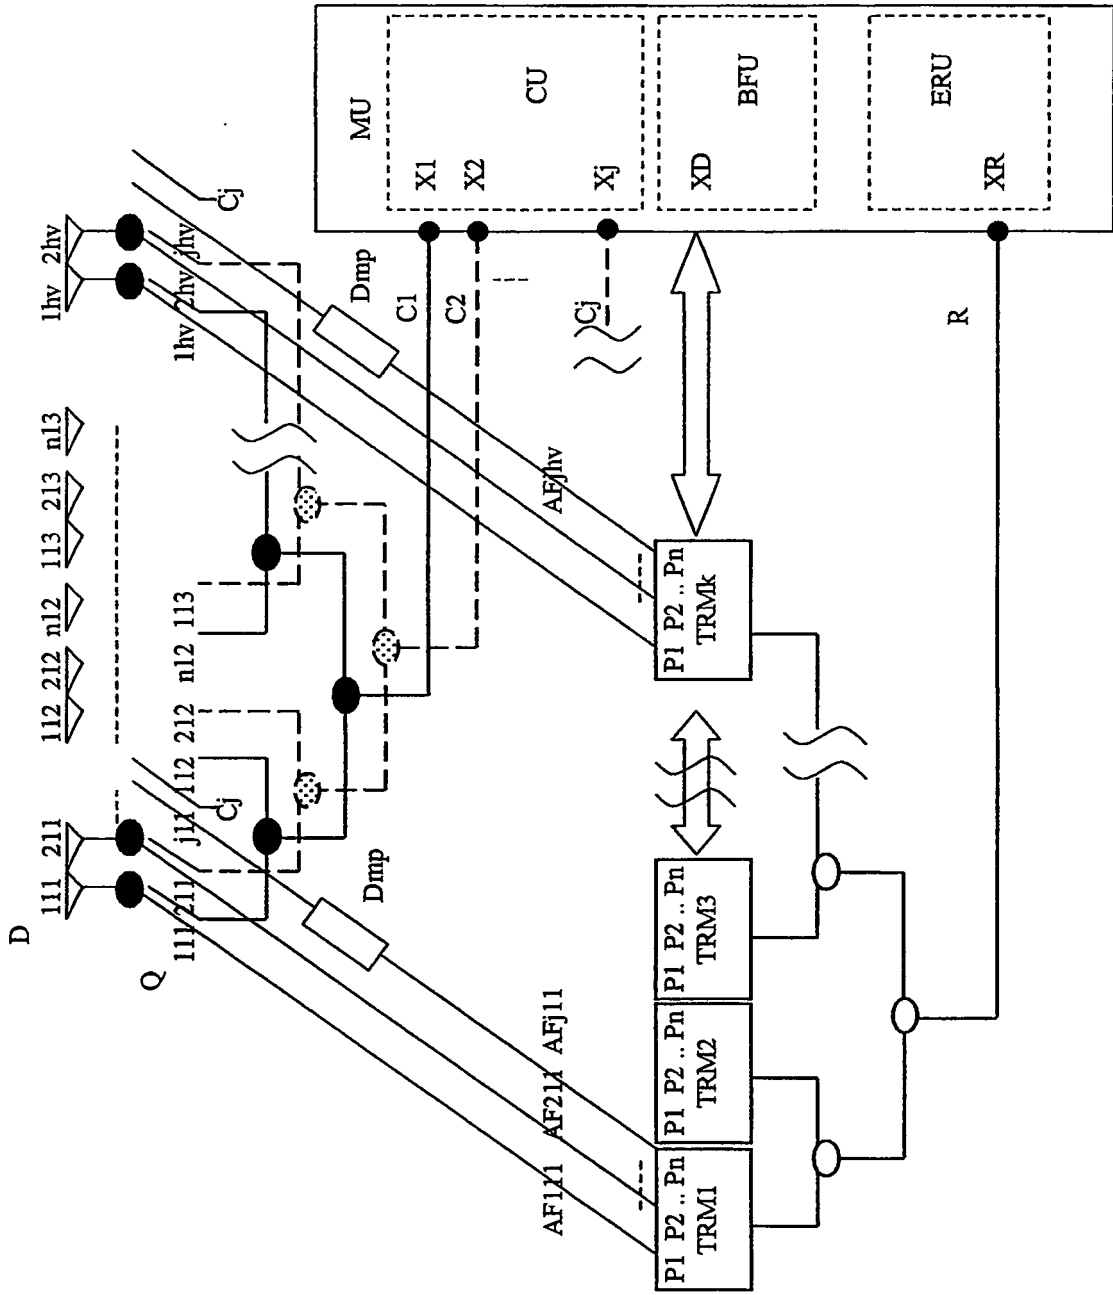 D
111 211
112 212 n12
113 213 n13
1hv 2hv
Q
111 211 j11 112 212 n12 113
1hv 2hv jhv
Cj
Cj
Dmp
Dmp
C1
C2
Cj
MU
CU
X1
X2
Xj
BFU
XD
ERU
XR
R
AF111 AF211 AFj11
AFjhv
P1 P2 .. Pn
TRM1
P1 P2 .. Pn
TRM2
P1 P2 .. Pn
TRM3
P1 P2 .. Pn
TRMk